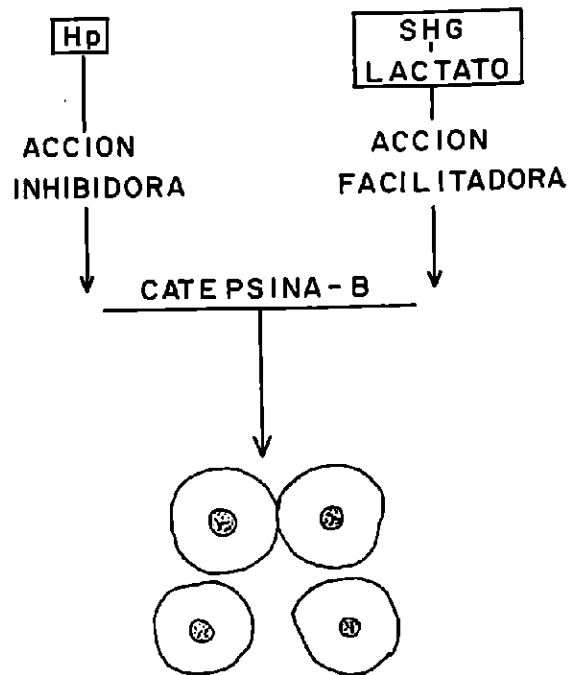 Hp
ACCION
INHIBIDORA
SHG
LACTATO
ACCION
FACILITADORA
CATEPSINA-B